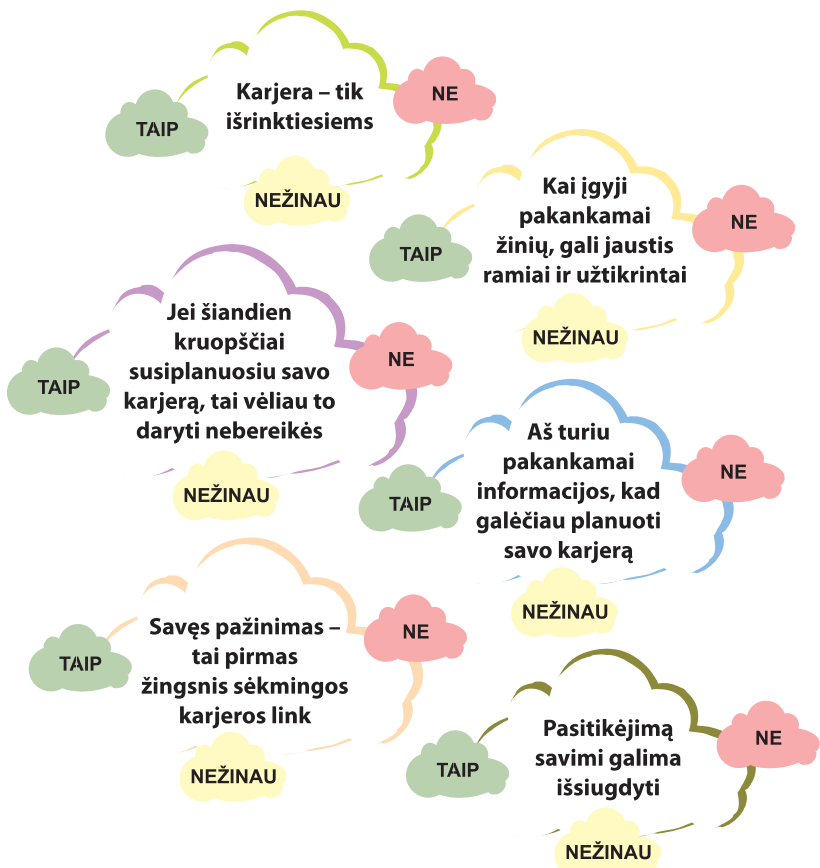 Karjera – tik
išrinktiesiems
TAIP
NE
NEŽINAU
Kai įgyji
pakankamai
žinių, gali jaustis
ramiai ir užtikrintai
TAIP
NE
NEŽINAU
Jei šiandien
kruopščiai
susiplanuosiu savo
karjerą, tai vėliau to
daryti nebereikės
TAIP
NE
NEŽINAU
Aš turiu
pakankamai
informacijos, kad
galėčiau planuoti
savo karjerą
TAIP
NE
NEŽINAU
Savęs pažinimas –
tai pirmas
žingsnis sėkmingos
karjeros link
TAIP
NE
NEŽINAU
Pasitikėjimą
savimi galima
išsiugdyti
TAIP
NE
NEŽINAU